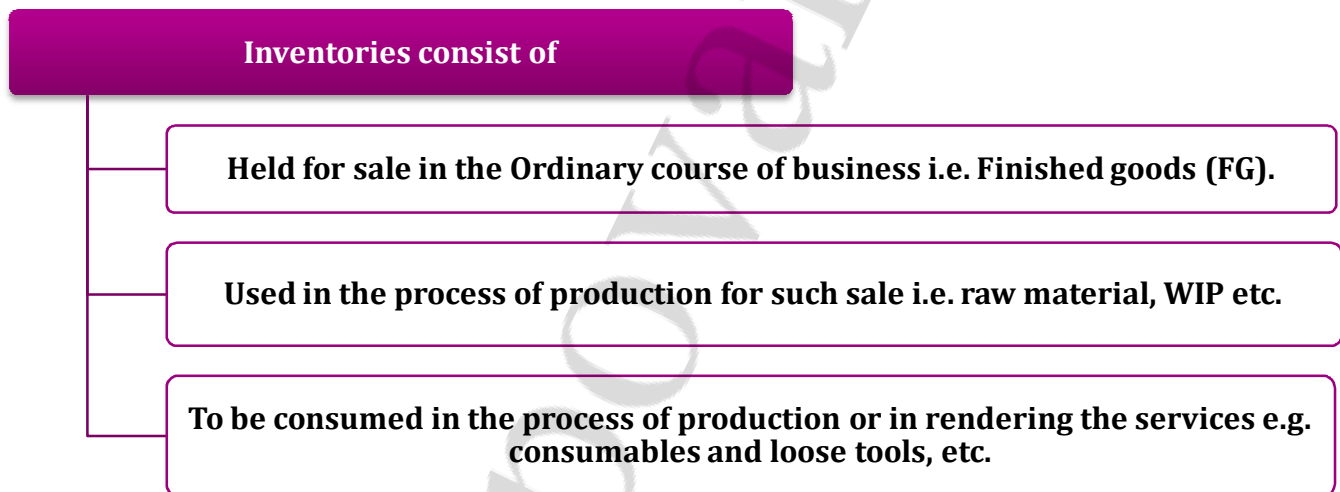 Inventories consist of
Held for sale in the Ordinary course of business i.e. Finished goods (FG).
Used in the process of production for such sale i.e. raw material, WIP etc.
To be consumed in the process of production or in rendering the services e.g.
consumables and loose tools, etc.